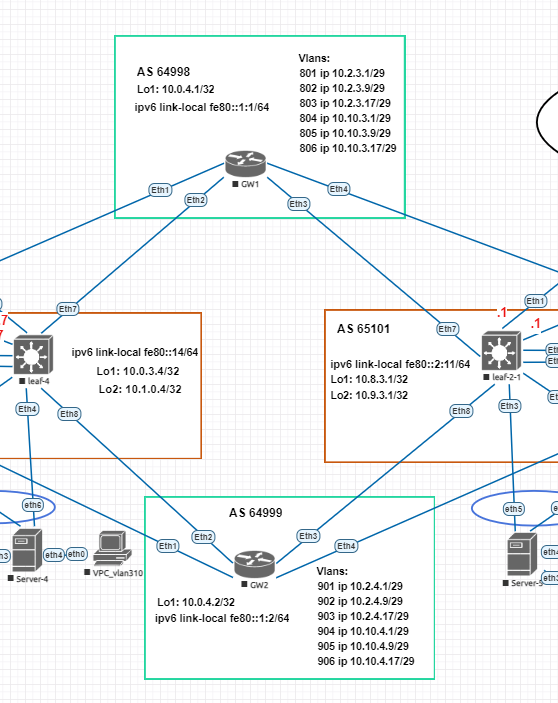 AS 64998
Lo1: 10.0.4.1/32
ipv6 link-local fe80::1:1/64
Vlans:
801 ip 10.2.3.1/29
802 ip 10.2.3.9/29
803 ip 10.2.3.17/29
804 ip 10.10.3.1/29
805 ip 10.10.3.9/29
806 ip 10.10.3.17/29
GW1
Eth1
Eth2
Eth3
Eth4
Eth7
.7
ipv6 link-local fe80::14/64
Lo1: 10.0.3.4/32
Lo2: 10.1.0.4/32
leaf-4
Eth4
Eth8
AS 65101
Eth7
.1
Eth1
.1
ipv6 link-local fe80::2:11/64
Lo1: 10.8.3.1/32
Lo2: 10.9.3.1/32
leaf-2-1
Eth8
Eth3
eth6
eth4
eth0
Server-4
VPC_vlan310
eth5
AS 64999
Eth1
Eth2
Eth3
Eth4
GW2
Lo1: 10.0.4.2/32
ipv6 link-local fe80::1:2/64
Vlans:
901 ip 10.2.4.1/29
902 ip 10.2.4.9/29
903 ip 10.2.4.17/29
904 ip 10.10.4.1/29
905 ip 10.10.4.9/29
906 ip 10.10.4.17/29